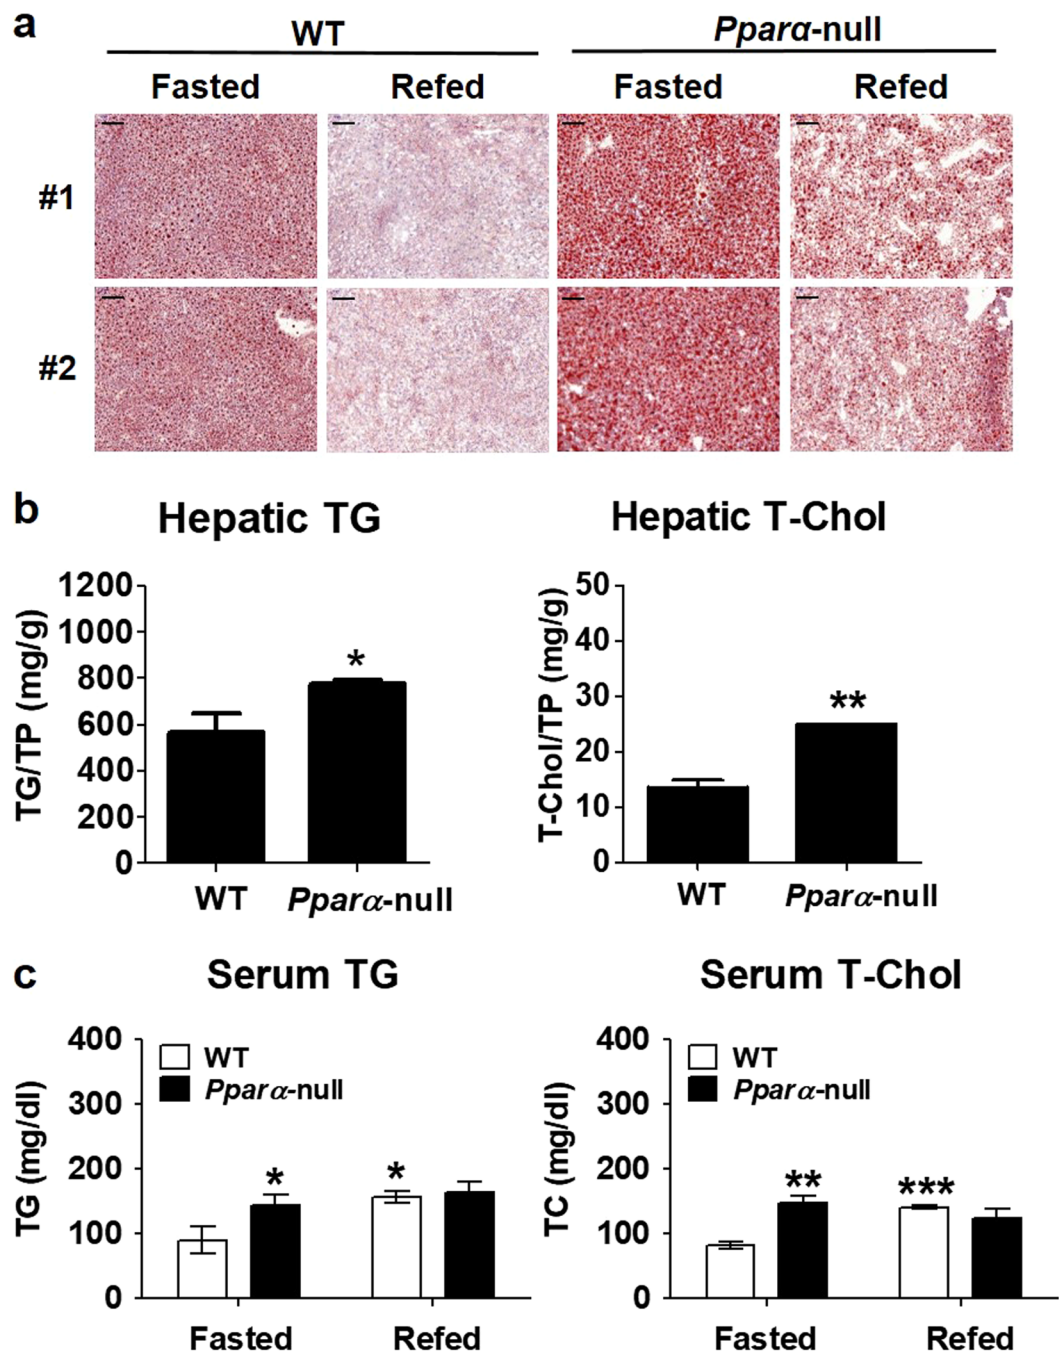 a
WT
Pparα-null
Fasted
Refed
Fasted
Refed
#1
#2
b
Hepatic TG
Hepatic T-Chol
TG/TP (mg/g)
1200
1000
800
600
400
200
0
*
WT
Pparα-null
T-Chol/TP (mg/g)
50
40
30
20
10
0
**
WT
Pparα-null
c
Serum TG
Serum T-Chol
TG (mg/dl)
400
300
200
100
0
WT
Pparα-null
*
*
Fasted
Refed
TC (mg/dl)
400
300
200
100
0
WT
Pparα-null
**
***
Fasted
Refed